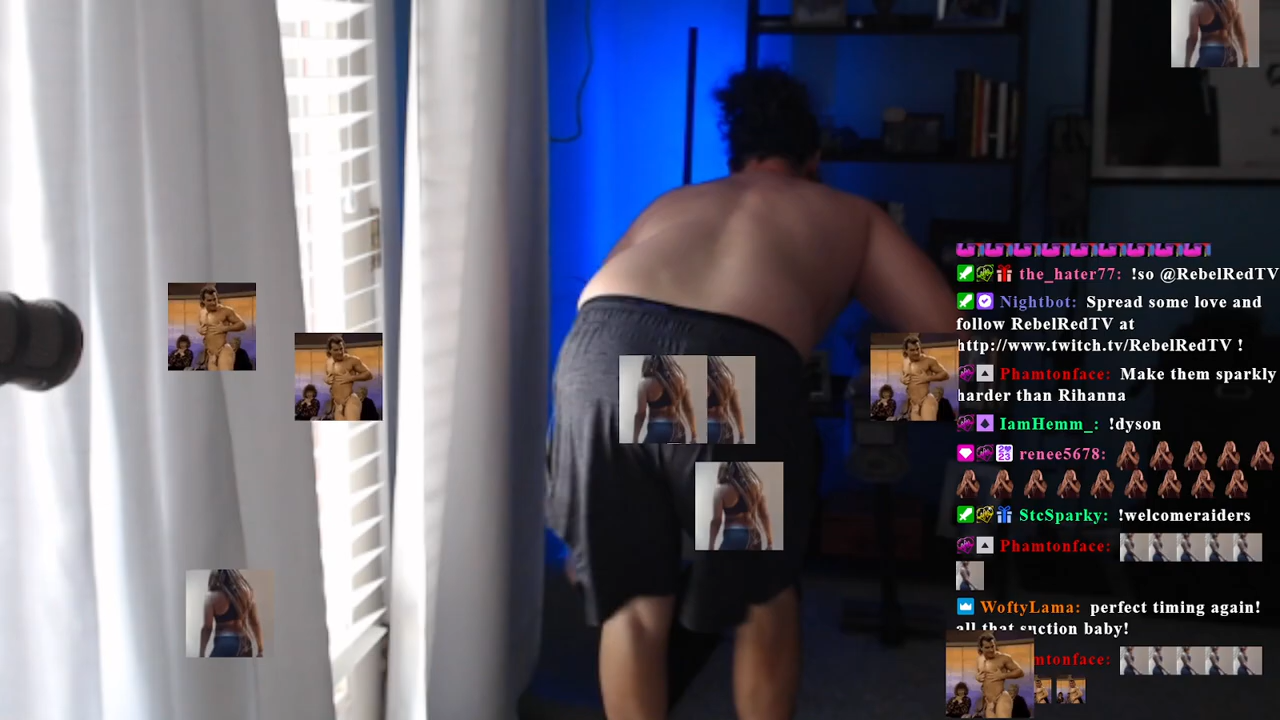 the_hater77: !so @RebelRedTV
Nightbot: Spread some love and
follow RebelRedTV at
http://www.twitch.tv/RebelRedTV !
Phamtonface: Make them sparkly
harder than Rihanna
IamHemm_: !dyson
renee5678:
StcSparky: !welcomeraiders
Phamtonface:
WoftyLama: perfect timing again!
all that suction baby!
mtonface: